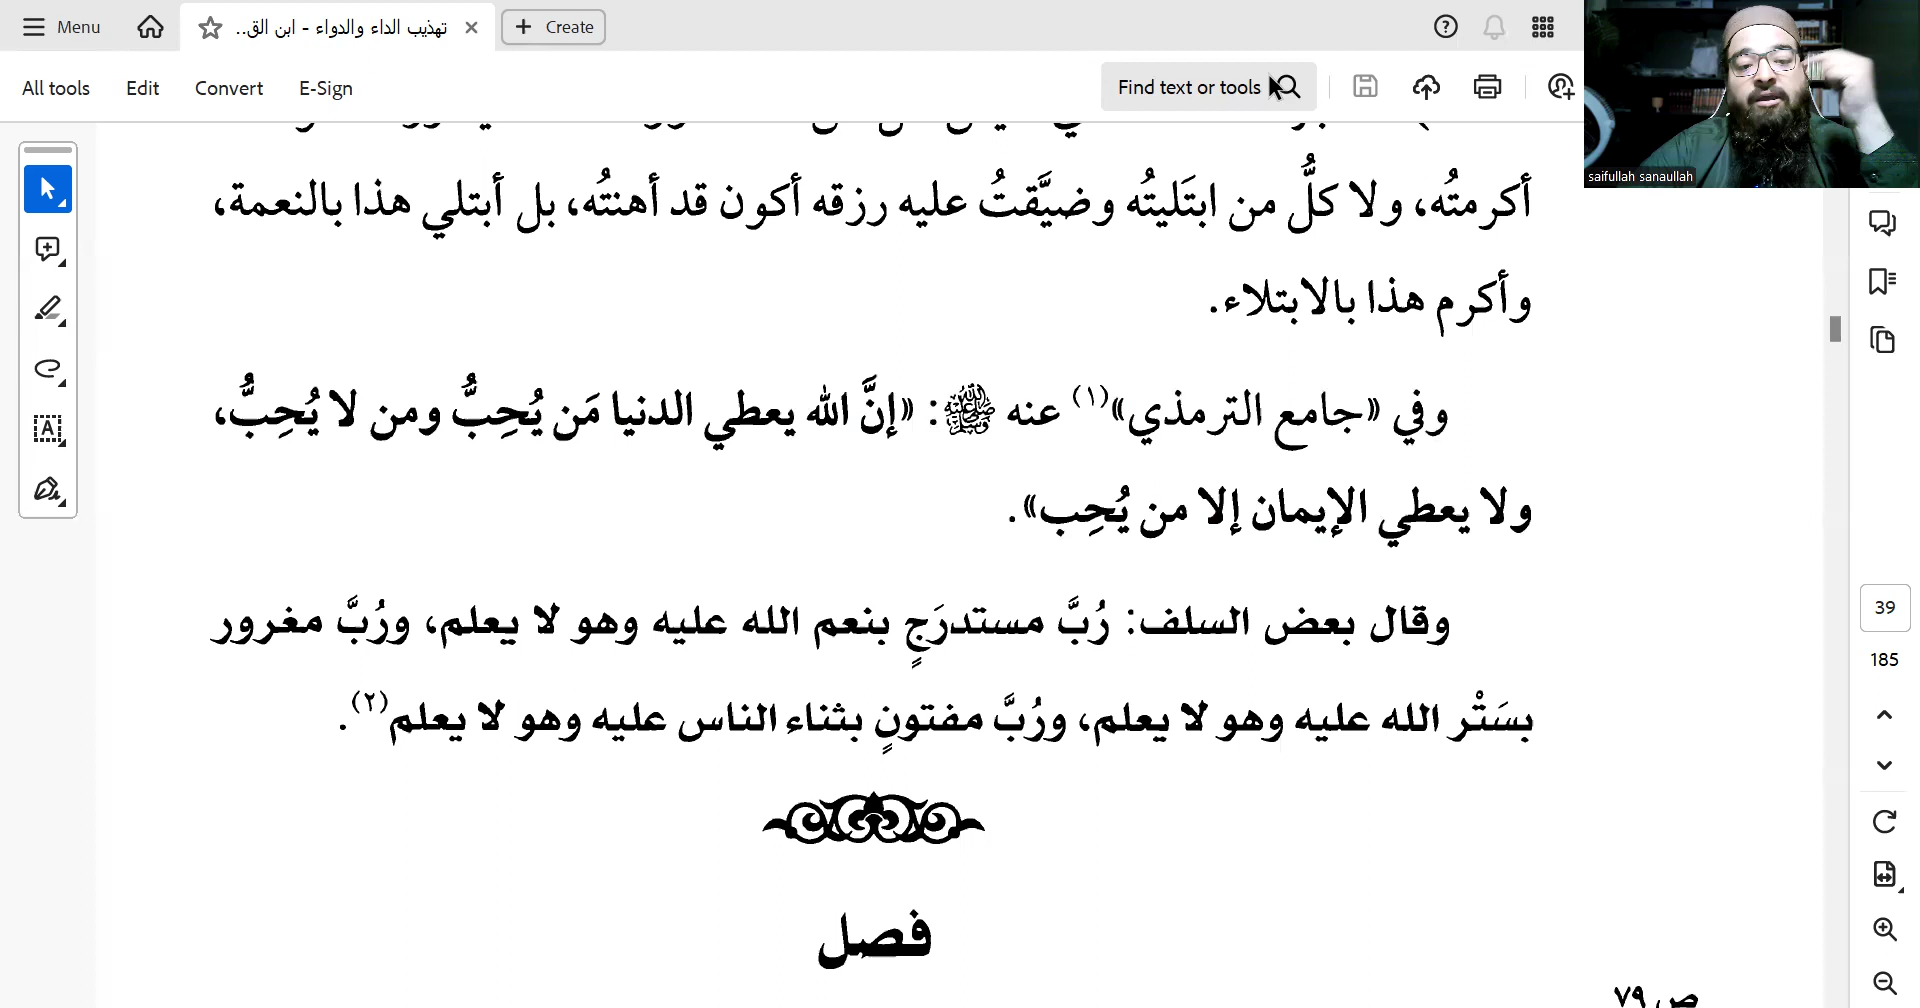 Menu
تهذيب الداء والدواء - ابن الق..
Create
All tools
Edit
Convert
E-Sign
Find text or tools
saifullah sanaullah
أكرمتُه، ولا كلُّ من ابتَليتُه وضيَّقتُ عليه رزقه أكون قد أهنتُه، بل أبتلي هذا بالنعمة،
وأكرم هذا بالابتلاء.
وفي «جامع الترمذي»(١) عنه ﷺ: «إنَّ الله يعطي الدنيا مَن يُحِبُّ ومن لا يُحِبُّ،
ولا يعطي الإيمان إلا من يُحِب».
وقال بعض السلف: رُبَّ مستدرَجٍ بنعم الله عليه وهو لا يعلم، ورُبَّ مغرور
بسَتْر الله عليه وهو لا يعلم، ورُبَّ مفتونٍ بثناء الناس عليه وهو لا يعلم(٢).
فصل
ص ٧٩
39
185